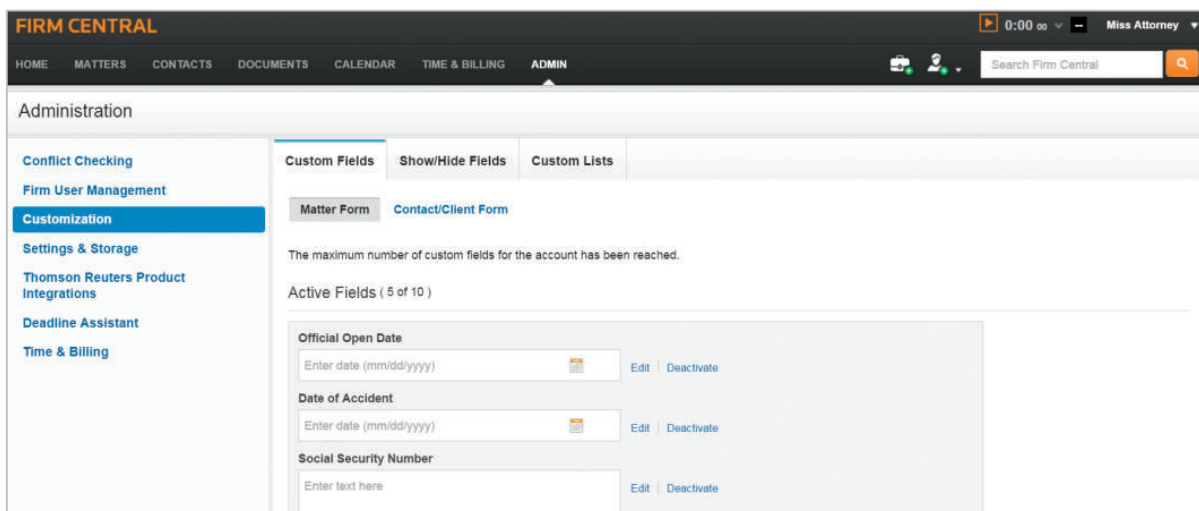 FIRM CENTRAL
0:00 00
Miss Attorney
HOME MATTERS CONTACTS DOCUMENTS CALENDAR TIME & BILLING ADMIN
Search Firm Central
Administration
Conflict Checking
Firm User Management
Customization
Settings & Storage
Thomson Reuters Product
Integrations
Deadline Assistant
Time & Billing
Custom Fields Show/Hide Fields Custom Lists
Matter Form Contact/Client Form
The maximum number of custom fields for the account has been reached.
Active Fields ( 5 of 10 )
Official Open Date
Enter date (mm/dd/yyyy) Edit | Deactivate
Date of Accident
Enter date (mm/dd/yyyy) Edit | Deactivate
Social Security Number
Enter text here Edit | Deactivate